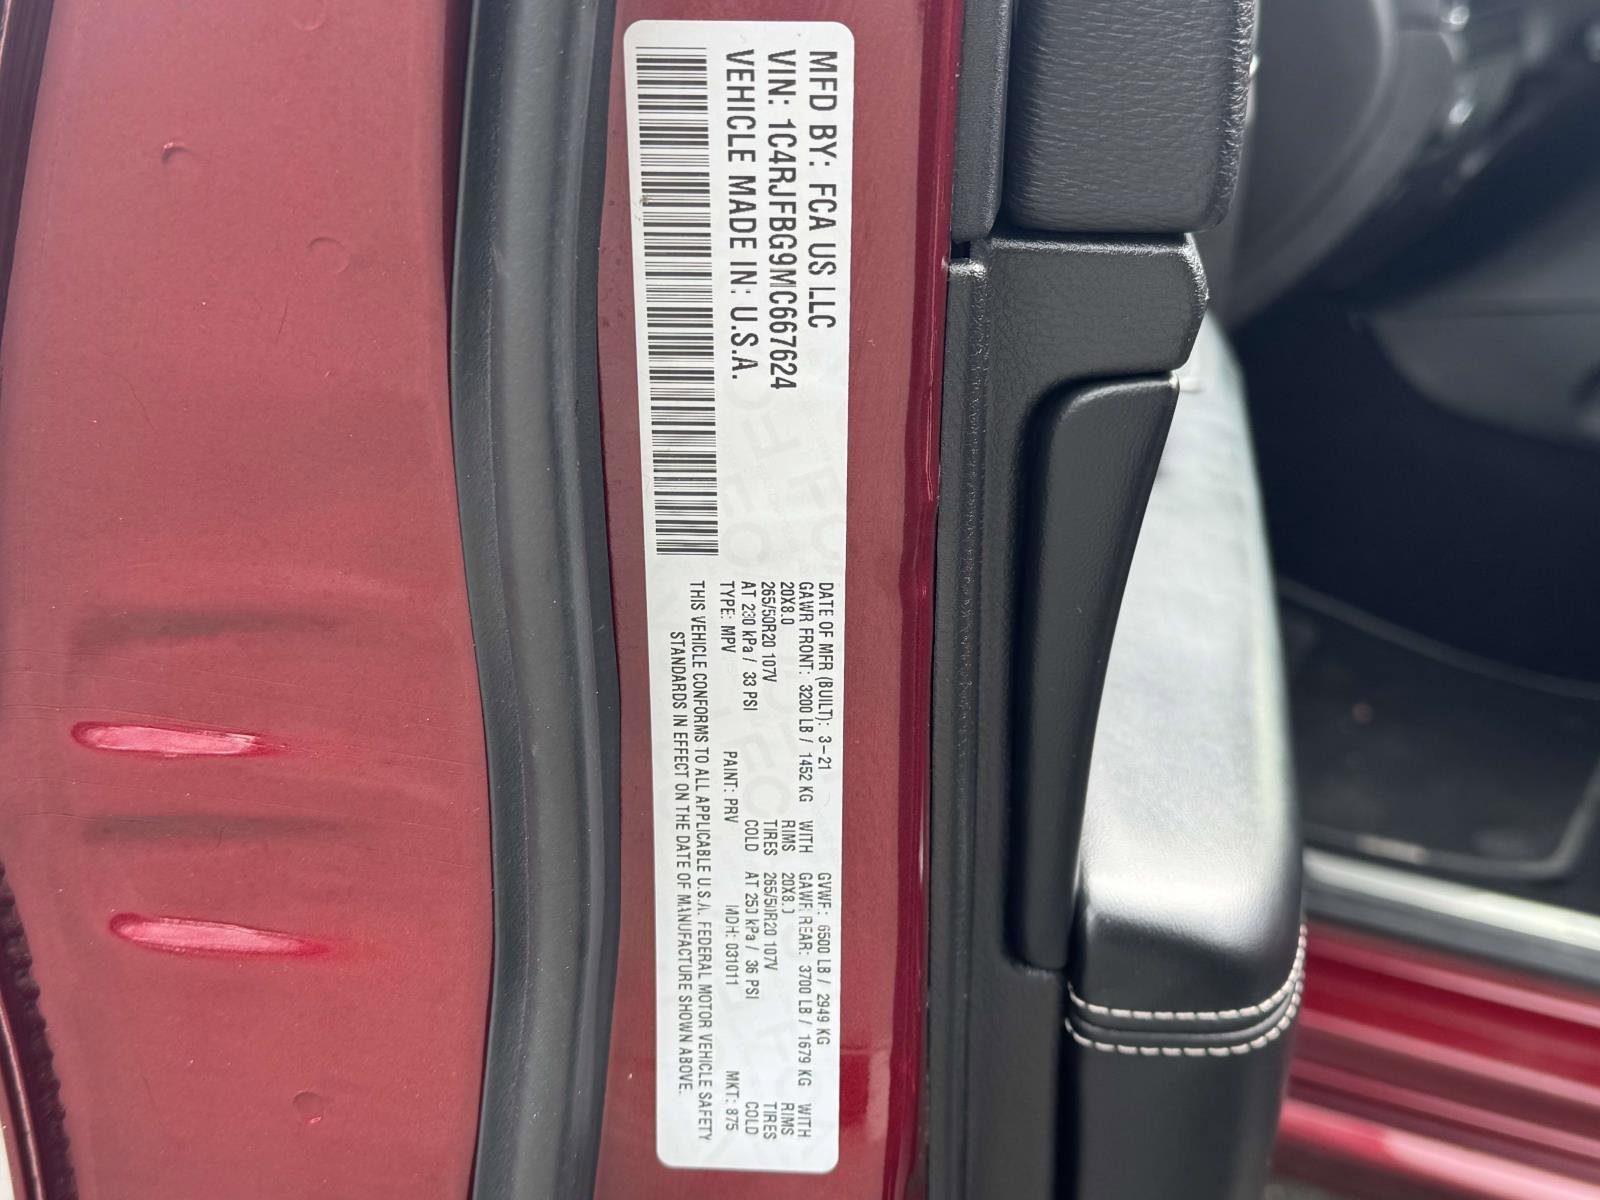 MFD BY: FCA US LLC
VIN: 1C4RJFBG9MC667624
VEHICLE MADE IN: U.S.A.
DATE OF MFR (BUILT): 3-21 GVWR: 6500 LB / 2949 KG
GAWR FRONT: 3200 LB / 1452 KG WITH GAWR REAR: 3700 LB / 1679 KG WITH
20X8.0 RIMS 20X8.0 RIMS
265/50R20 107V TIRES 265/50R20 107V TIRES
AT 230 kPa / 33 PSI COLD AT 250 kPa / 36 PSI COLD
TYPE: MPV PAINT: PRV MDH: 031011 MKT: 875
THIS VEHICLE CONFORMS TO ALL APPLICABLE U.S.A. FEDERAL MOTOR VEHICLE SAFETY
STANDARDS IN EFFECT ON THE DATE OF MANUFACTURE SHOWN ABOVE.